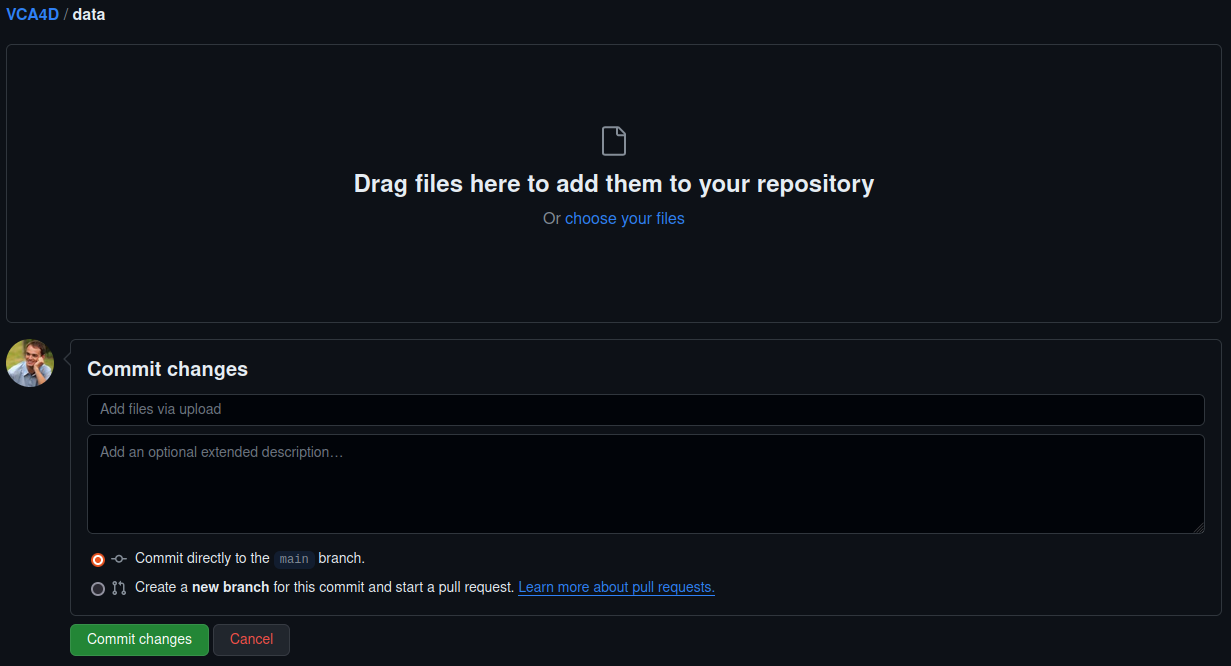 VCA4D / data
Drag files here to add them to your repository
Or choose your files
Commit changes
Add files via upload
Add an optional extended description…
Commit directly to the main branch.
Create a new branch for this commit and start a pull request. Learn more about pull requests.
Commit changes
Cancel